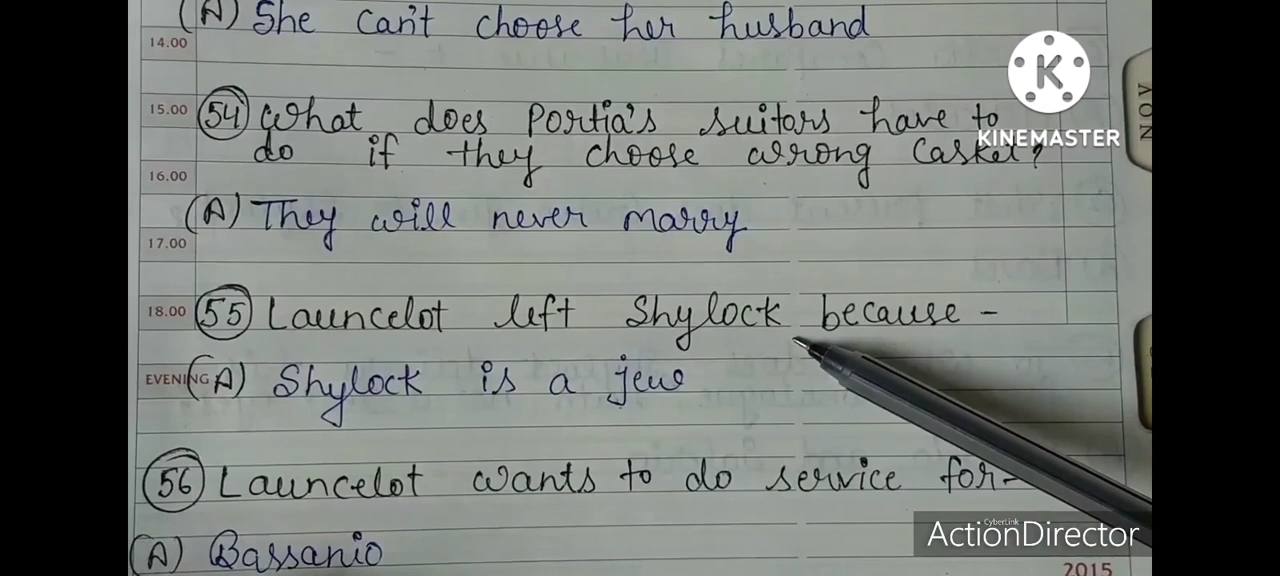 (A) She can't choose her husband
14.00
15.00 (54) What does Portia's suitors have to
do if they choose wrong Casket?
K
KINEMASTER
NOV
16.00
(A) They will never marry
17.00
18.00 (55) Launcelot left Shylock because -
EVENING (A) Shylock is a jew
(56) Launcelot wants to do service for-
CyberLink
ActionDirector
(A) Bassanio
2015